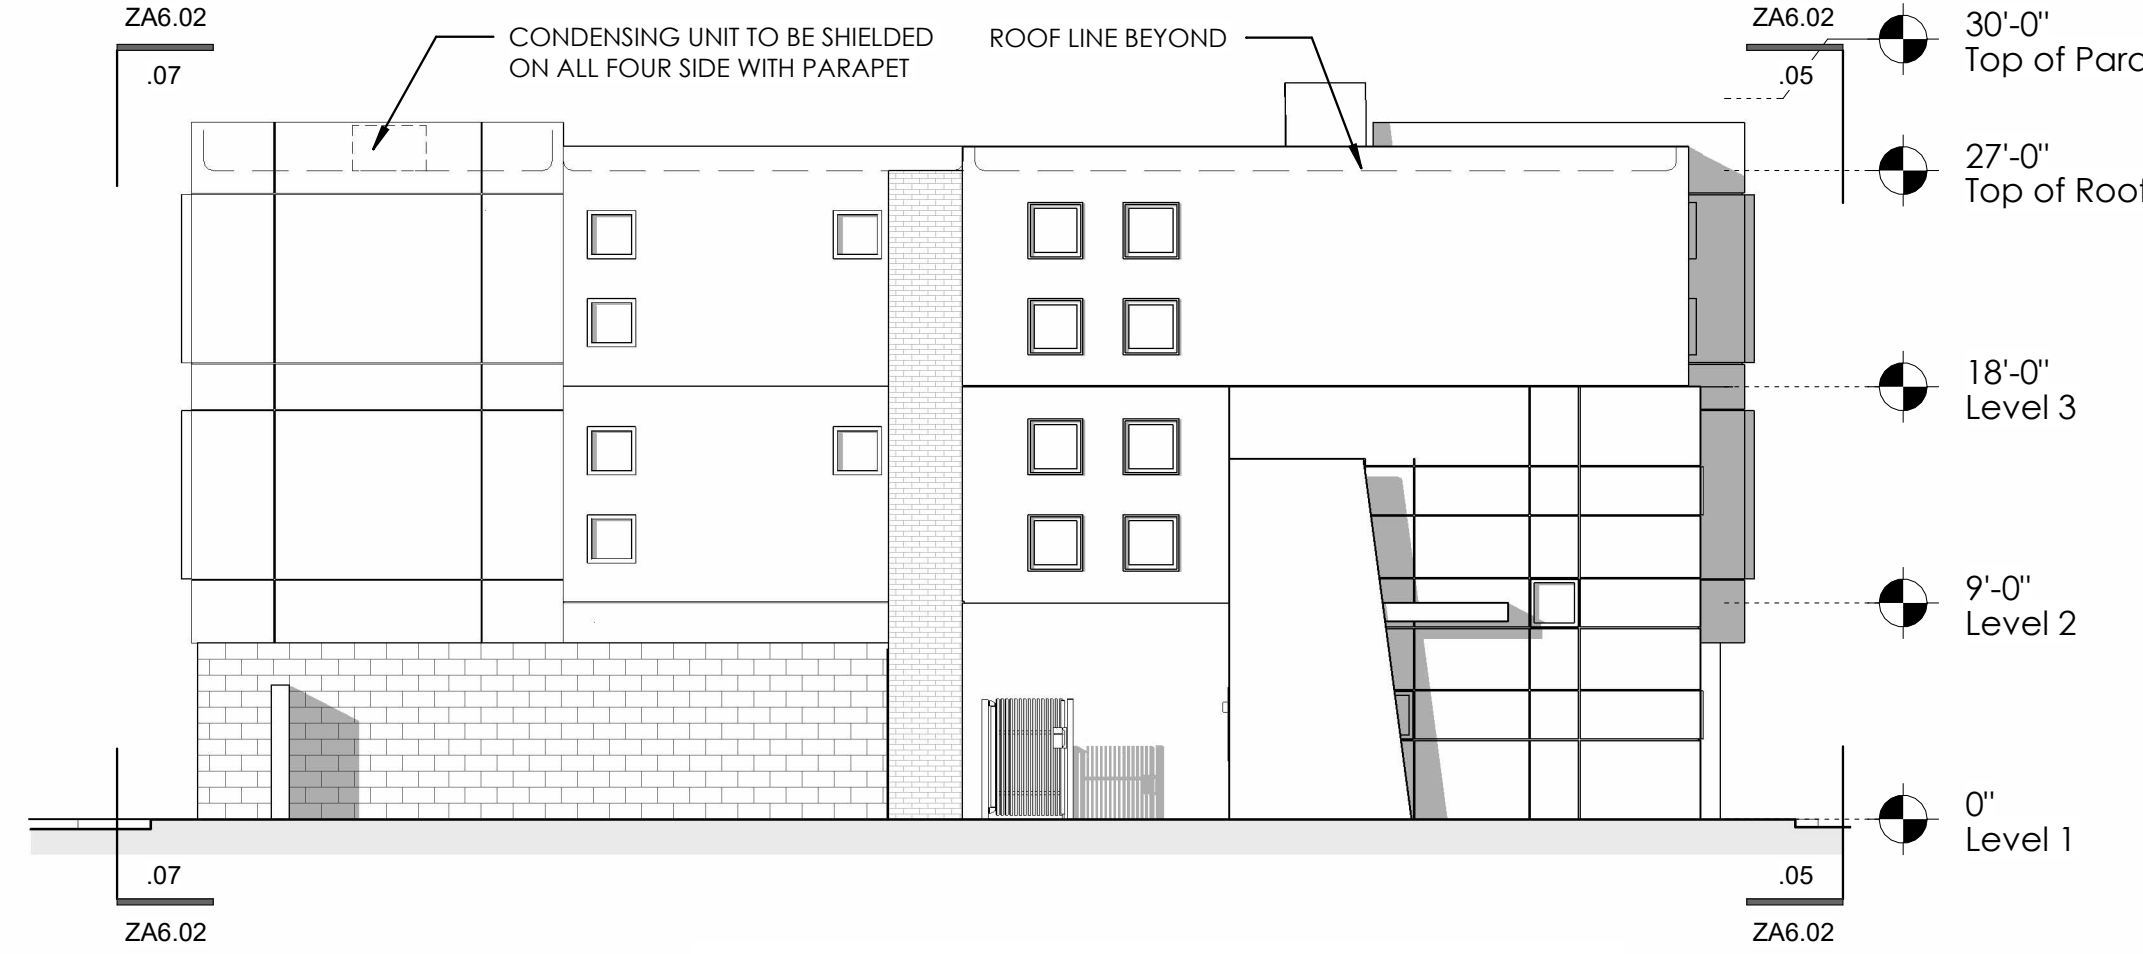 ZA6.02
.07
CONDENSING UNIT TO BE SHIELDED
ON ALL FOUR SIDE WITH PARAPET
ROOF LINE BEYOND
ZA6.02
.05
30'-0"
Top of Para
27'-0"
Top of Roof
18'-0"
Level 3
9'-0"
Level 2
0"
Level 1
.07
ZA6.02
.05
ZA6.02